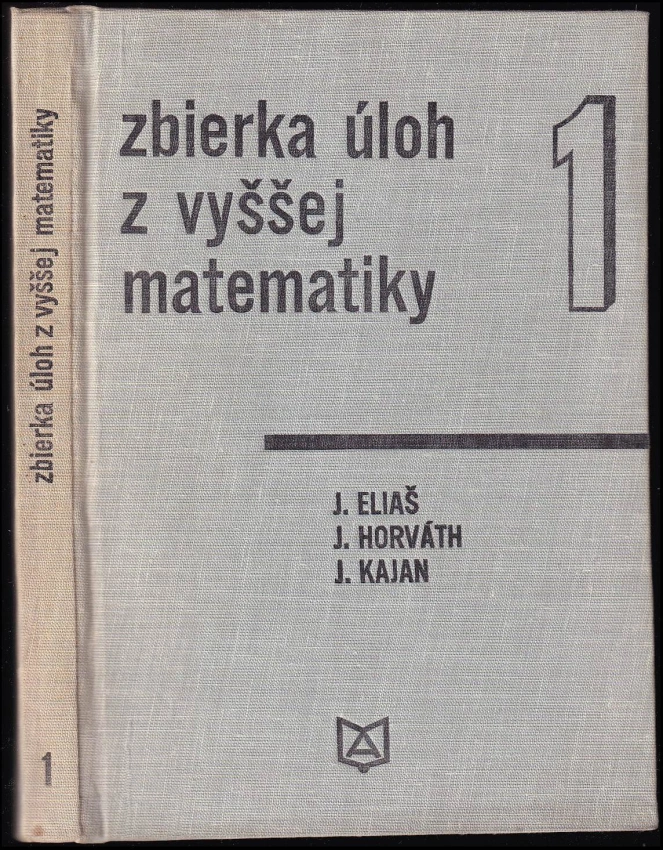 zbierka úloh
z vyššej
matematiky
1
J. ELIAŠ
J. HORVÁTH
J. KAJAN
A
zbierka úloh z vyššej matematiky
1